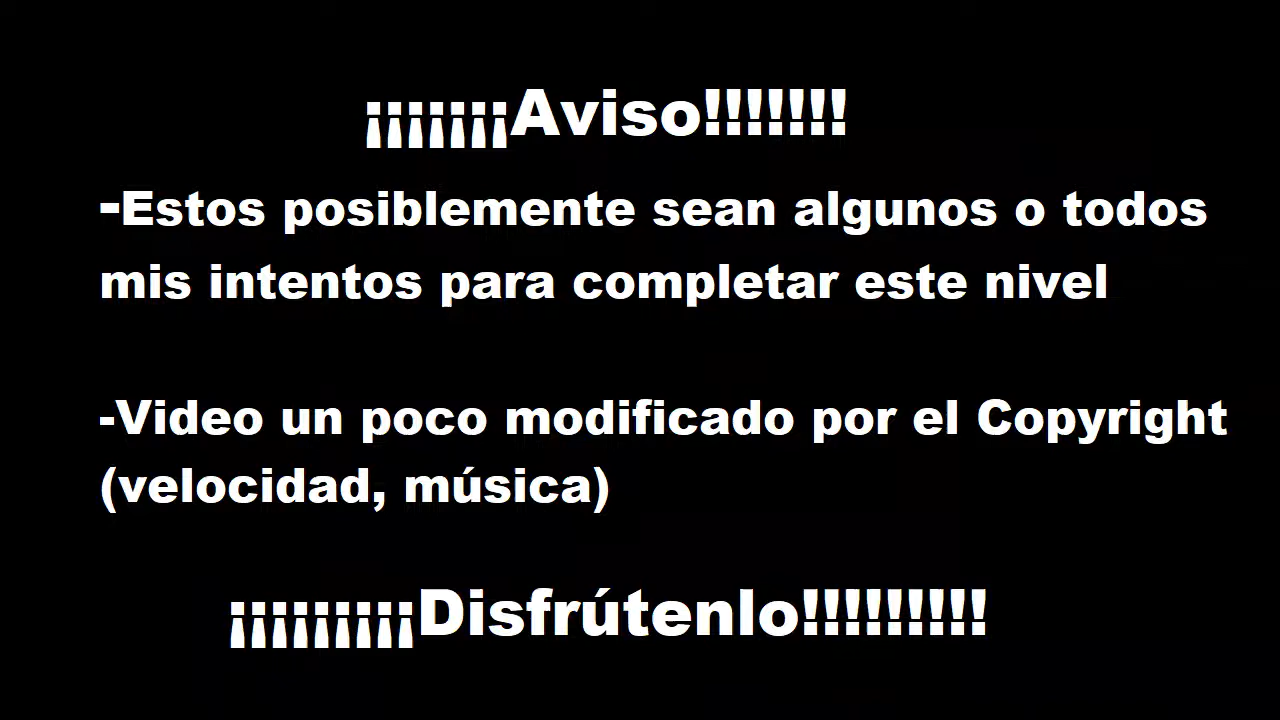 ¡¡¡¡¡¡¡Aviso!!!!!!!
-Estos posiblemente sean algunos o todos
mis intentos para completar este nivel
-Video un poco modificado por el Copyright
(velocidad, música)
¡¡¡¡¡¡¡¡¡Disfrútenlo!!!!!!!!!